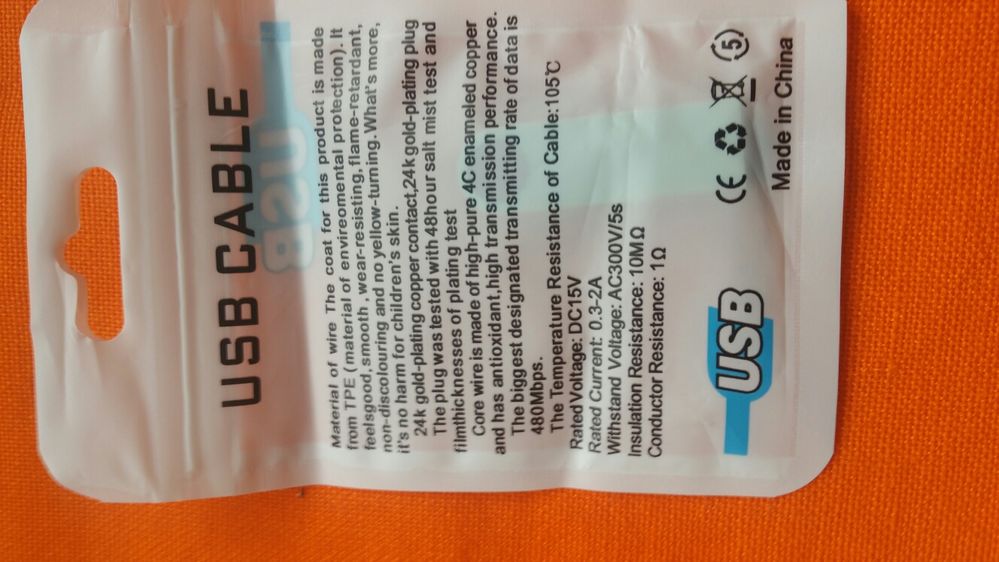 USB CABLE
Material of wire The coat for this product is made
from TPE (material of envireomental protection). It
feelsgood, smooth , wear-resisting, flame-retardant,
non-discolouring and no yellow-turning. What's more,
it's no harm for children's skin.
24k gold-plating copper contact,24k gold-plating plug
The plug was tested with 48hour salt mist test and
filmthicknesses of plating test
Core wire is made of high-pure 4C enameled copper
and has antioxidant,high transmission performance.
The biggest designated transmitting rate of data is
480Mbps.
The Temperature Resistance of Cable:105℃
Rated Voltage: DC15V
Rated Current: 0.3-2A
Withstand Voltage: AC300V/5s
Insulation Resistance: 10MΩ
Conductor Resistance: 1Ω
USB
CE 5
Made in China
USB